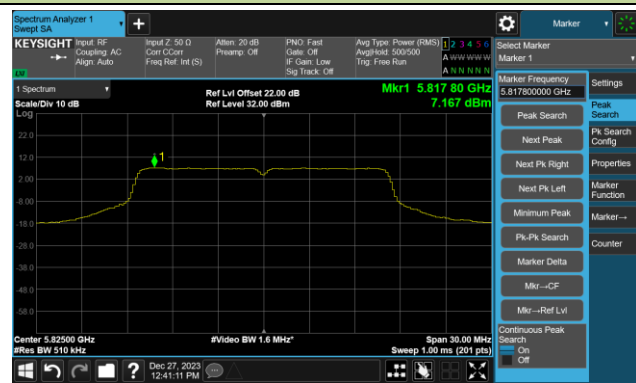 Spectrum Analyzer 1
Swept SA
+
Marker
KEYSIGHT
Input: RF
Coupling: AC
Align: Auto
Input Z: 50 Ω
Corr CCorr
Freq Ref: Int (S)
Atten: 20 dB
Preamp: Off
PNO: Fast
Gate: Off
IF Gain: Low
Sig Track: Off
Avg Type: Power (RMS)
Avg|Hold: 500/500
Trig: Free Run
1 2 3 4 5 6
A W W W W W
A N N N N N
LU
Select Marker
Marker 1
1 Spectrum
Scale/Div 10 dB
Log
Ref Lvl Offset 22.00 dB
Ref Level 32.00 dBm
Mkr1 5.817 80 GHz
7.167 dBm
1
22.0
12.0
2.00
-8.00
-18.0
-28.0
-38.0
-48.0
-58.0
Center 5.82500 GHz
#Res BW 510 kHz
#Video BW 1.6 MHz*
Span 30.00 MHz
Sweep 1.00 ms (201 pts)
Marker Frequency
5.817800000 GHz
Peak Search
Next Peak
Next Pk Right
Next Pk Left
Minimum Peak
Pk-Pk Search
Marker Delta
Mkr→CF
Mkr→Ref Lvl
Continuous Peak
Search
On
Off
Settings
Peak
Search
Pk Search
Config
Properties
Marker
Function
Marker→
Counter
?
Dec 27, 2023
12:41:11 PM